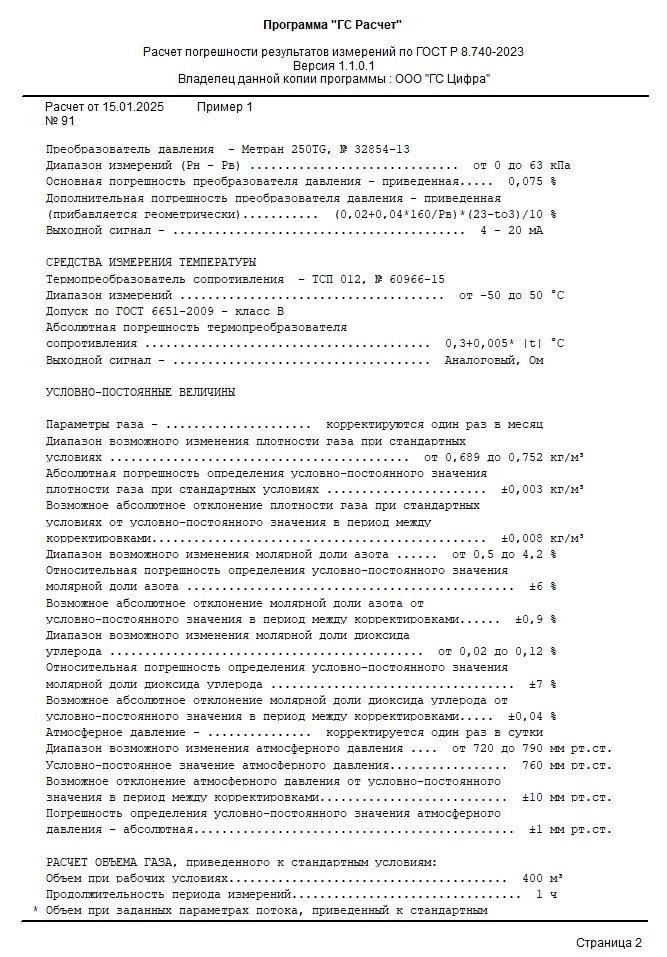 Программа "ГС Расчет"
Расчет погрешности результатов измерений по ГОСТ Р 8.740-2023
Версия 1.1.0.1
Владелец данной копии программы : ООО "ГС Цифра"
Расчет от 15.01.2025 Пример 1
№ 91
Преобразователь давления - Метран 250TG, № 32854-13
Диапазон измерений (Рн - Рв) .............................. от 0 до 63 кПа
Основная погрешность преобразователя давления - приведенная..... 0,075 %
Дополнительная погрешность преобразователя давления - приведенная
(прибавляется геометрически)........... (0,02+0,04*160/Рв)*(23-to3)/10 %
Выходной сигнал - .......................................... 4 - 20 мА
СРЕДСТВА ИЗМЕРЕНИЯ ТЕМПЕРАТУРЫ
Термопреобразователь сопротивления - ТСП 012, № 60966-15
Диапазон измерений ...................................... от -50 до 50 °С
Допуск по ГОСТ 6651-2009 - класс В
Абсолютная погрешность термопреобразователя
сопротивления ......................................... 0,3+0,005* |t| °С
Выходной сигнал - ..................................... Аналоговый, Ом
УСЛОВНО-ПОСТОЯННЫЕ ВЕЛИЧИНЫ
Параметры газа - ..................... корректируются один раз в месяц
Диапазон возможного изменения плотности газа при стандартных
условиях ........................................... от 0,689 до 0,752 кг/м³
Абсолютная погрешность определения условно-постоянного значения
плотности газа при стандартных условиях ....................... ±0,003 кг/м³
Возможное абсолютное отклонение плотности газа при стандартных
условиях от условно-постоянного значения в период между
корректировками................................................ ±0,008 кг/м³
Диапазон возможного изменения молярной доли азота ...... от 0,5 до 4,2 %
Относительная погрешность определения условно-постоянного значения
молярной доли азота ............................................... ±6 %
Возможное абсолютное отклонение молярной доли азота от
условно-постоянного значения в период между корректировками...... ±0,9 %
Диапазон возможного изменения молярной доли диоксида
углерода ............................................. от 0,02 до 0,12 %
Относительная погрешность определения условно-постоянного значения
молярной доли диоксида углерода ................................... ±7 %
Возможное абсолютное отклонение молярной доли диоксида углерода от
условно-постоянного значения в период между корректировками..... ±0,04 %
Атмосферное давление - ............... корректируется один раз в сутки
Диапазон возможного изменения атмосферного давления .... от 720 до 790 мм рт.ст.
Условно-постоянное значение атмосферного давления................. 760 мм рт.ст.
Возможное отклонение атмосферного давления от условно-постоянного
значения в период между корректировками........................... ±10 мм рт.ст.
Погрешность определения условно-постоянного значения атмосферного
давления - абсолютная.............................................. ±1 мм рт.ст.
РАСЧЕТ ОБЪЕМА ГАЗА, приведенного к стандартным условиям:
Объем при рабочих условиях........................................ 400 м³
Продолжительность периода измерений................................. 1 ч
* Объем при заданных параметрах потока, приведенный к стандартным
Страница 2